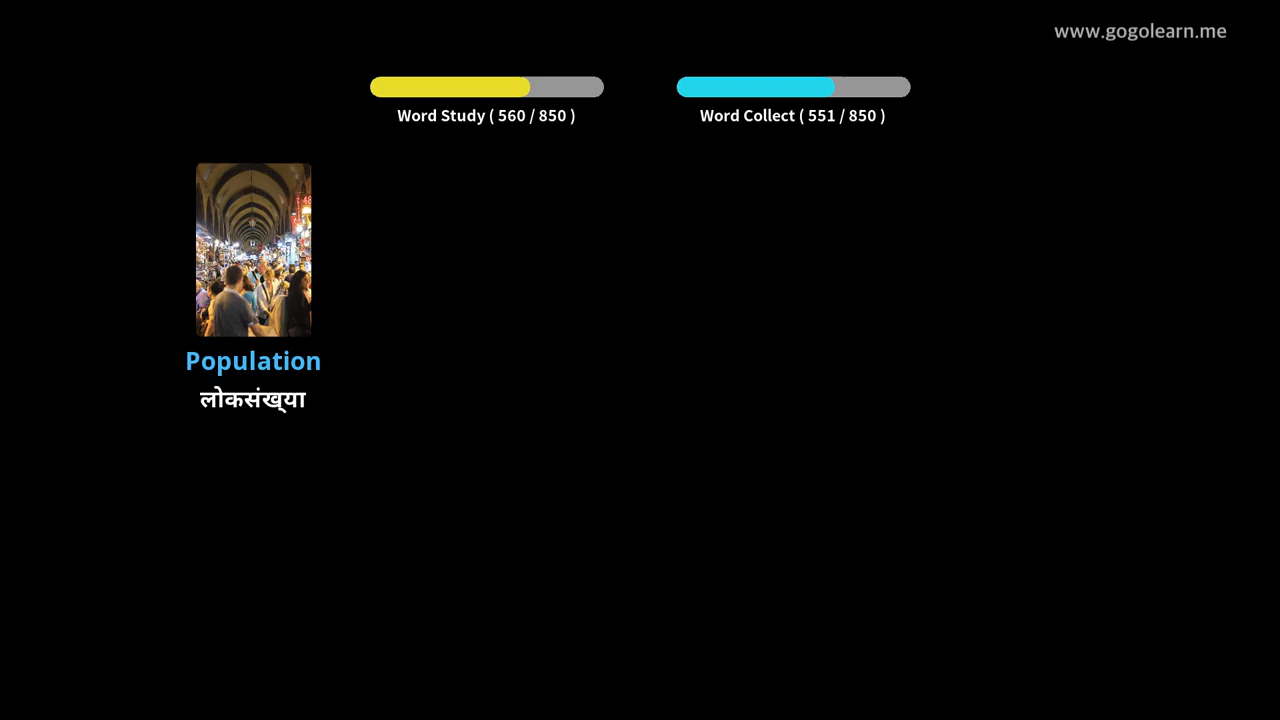 www.gogolearn.me
Word Study ( 560 / 850 )
Word Collect ( 551 / 850 )
Population
लोकसंख्या